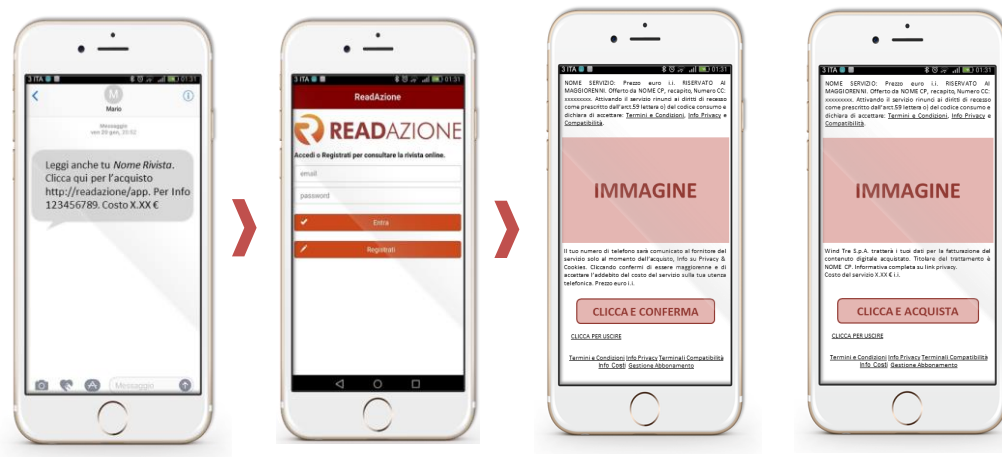 3 ITA
01:31
M
Mario
Messaggio
ven 09 gen, 15:52
Leggi anche tu Nome Rivista.
Clicca qui per l'acquisto
http://readazione/app. Per Info
123456789. Costo X.XX €
Messaggio
3 ITA
01:31
ReadAzione
READAZIONE
Accedi o Registrati per consultare la rivista online.
email
password
Entra
Registrati
3 ITA
01:31
NOME SERVIZIO: Prezzo euro i.i. RISERVATO AI
MAGGIORENNI. Offerto da NOME CP, recapito, Numero CC:
xxxxxxxxx. Attivando il servizio rinunci ai diritti di recesso
come prescritto dall'art.59 lettera o) del codice consumo e
dichiara di accettare: Termini e Condizioni, Info Privacy e
Compatibilità.
IMMAGINE
Il tuo numero di telefono sarà comunicato al fornitore del
servizio solo al momento dell'acquisto, Info su Privacy &
Cookies. Cliccando confermi di essere maggiorenne e di
accettare l'addebito del costo del servizio sulla tua utenza
telefonica. Prezzo euro i.i.
CLICCA E CONFERMA
CLICCA PER USCIRE
Termini e Condizioni Info Privacy Terminali Compatibilità
Info Costi Gestione Abbonamento
3 ITA
01:31
NOME SERVIZIO: Prezzo euro i.i. RISERVATO AI
MAGGIORENNI. Offerto da NOME CP, recapito, Numero CC:
xxxxxxxxx. Attivando il servizio rinunci ai diritti di recesso
come prescritto dall'art.59 lettera o) del codice consumo e
dichiara di accettare: Termini e Condizioni, Info Privacy e
Compatibilità.
IMMAGINE
Wind Tre S.p.A. tratterà i tuoi dati per la fatturazione del
contenuto digitale acquistato. Titolare del trattamento è
NOME CP. Informativa completa su link privacy.
Costo del servizio X.XX € i.i.
CLICCA E ACQUISTA
CLICCA PER USCIRE
Termini e Condizioni Info Privacy Terminali Compatibilità
Info Costi Gestione Abbonamento